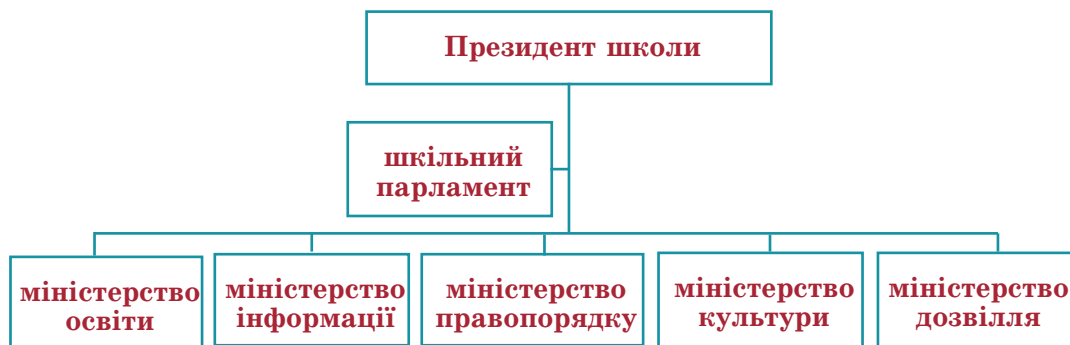 Президент школи
шкільний
парламент
міністерство
освіти
міністерство
інформації
міністерство
правопорядку
міністерство
культури
міністерство
дозвілля